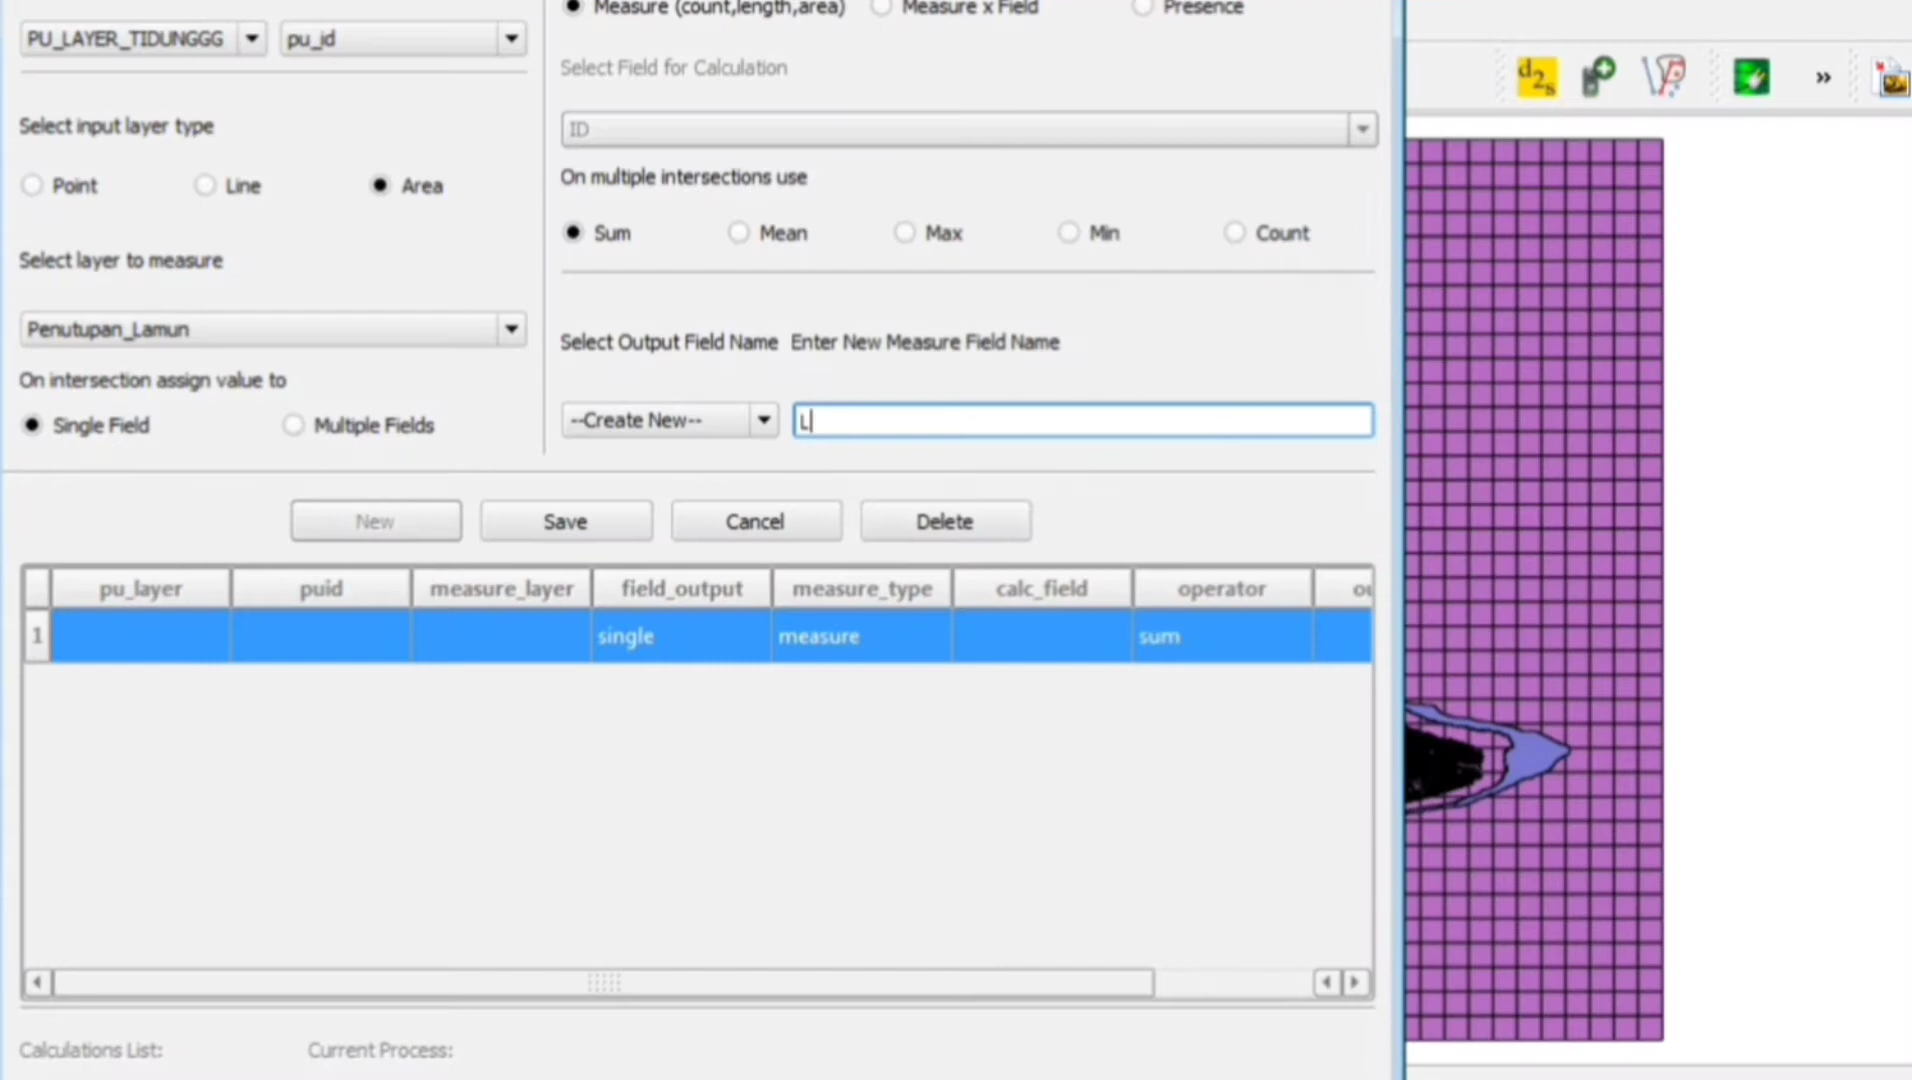 Measure (count,length,area) Measure x Field Presence
PU_LAYER_TIDUNGGG pu_id
Select Field for Calculation
Select input layer type
ID
Point Line Area
On multiple intersections use
Sum Mean Max Min Count
Select layer to measure
Penutupan_Lamun
Select Output Field Name Enter New Measure Field Name
On intersection assign value to
Single Field Multiple Fields
--Create New-- L
New Save Cancel Delete
pu_layer puid measure_layer field_output measure_type calc_field operator
1 single measure sum
Calculations List: Current Process:
d2s
»